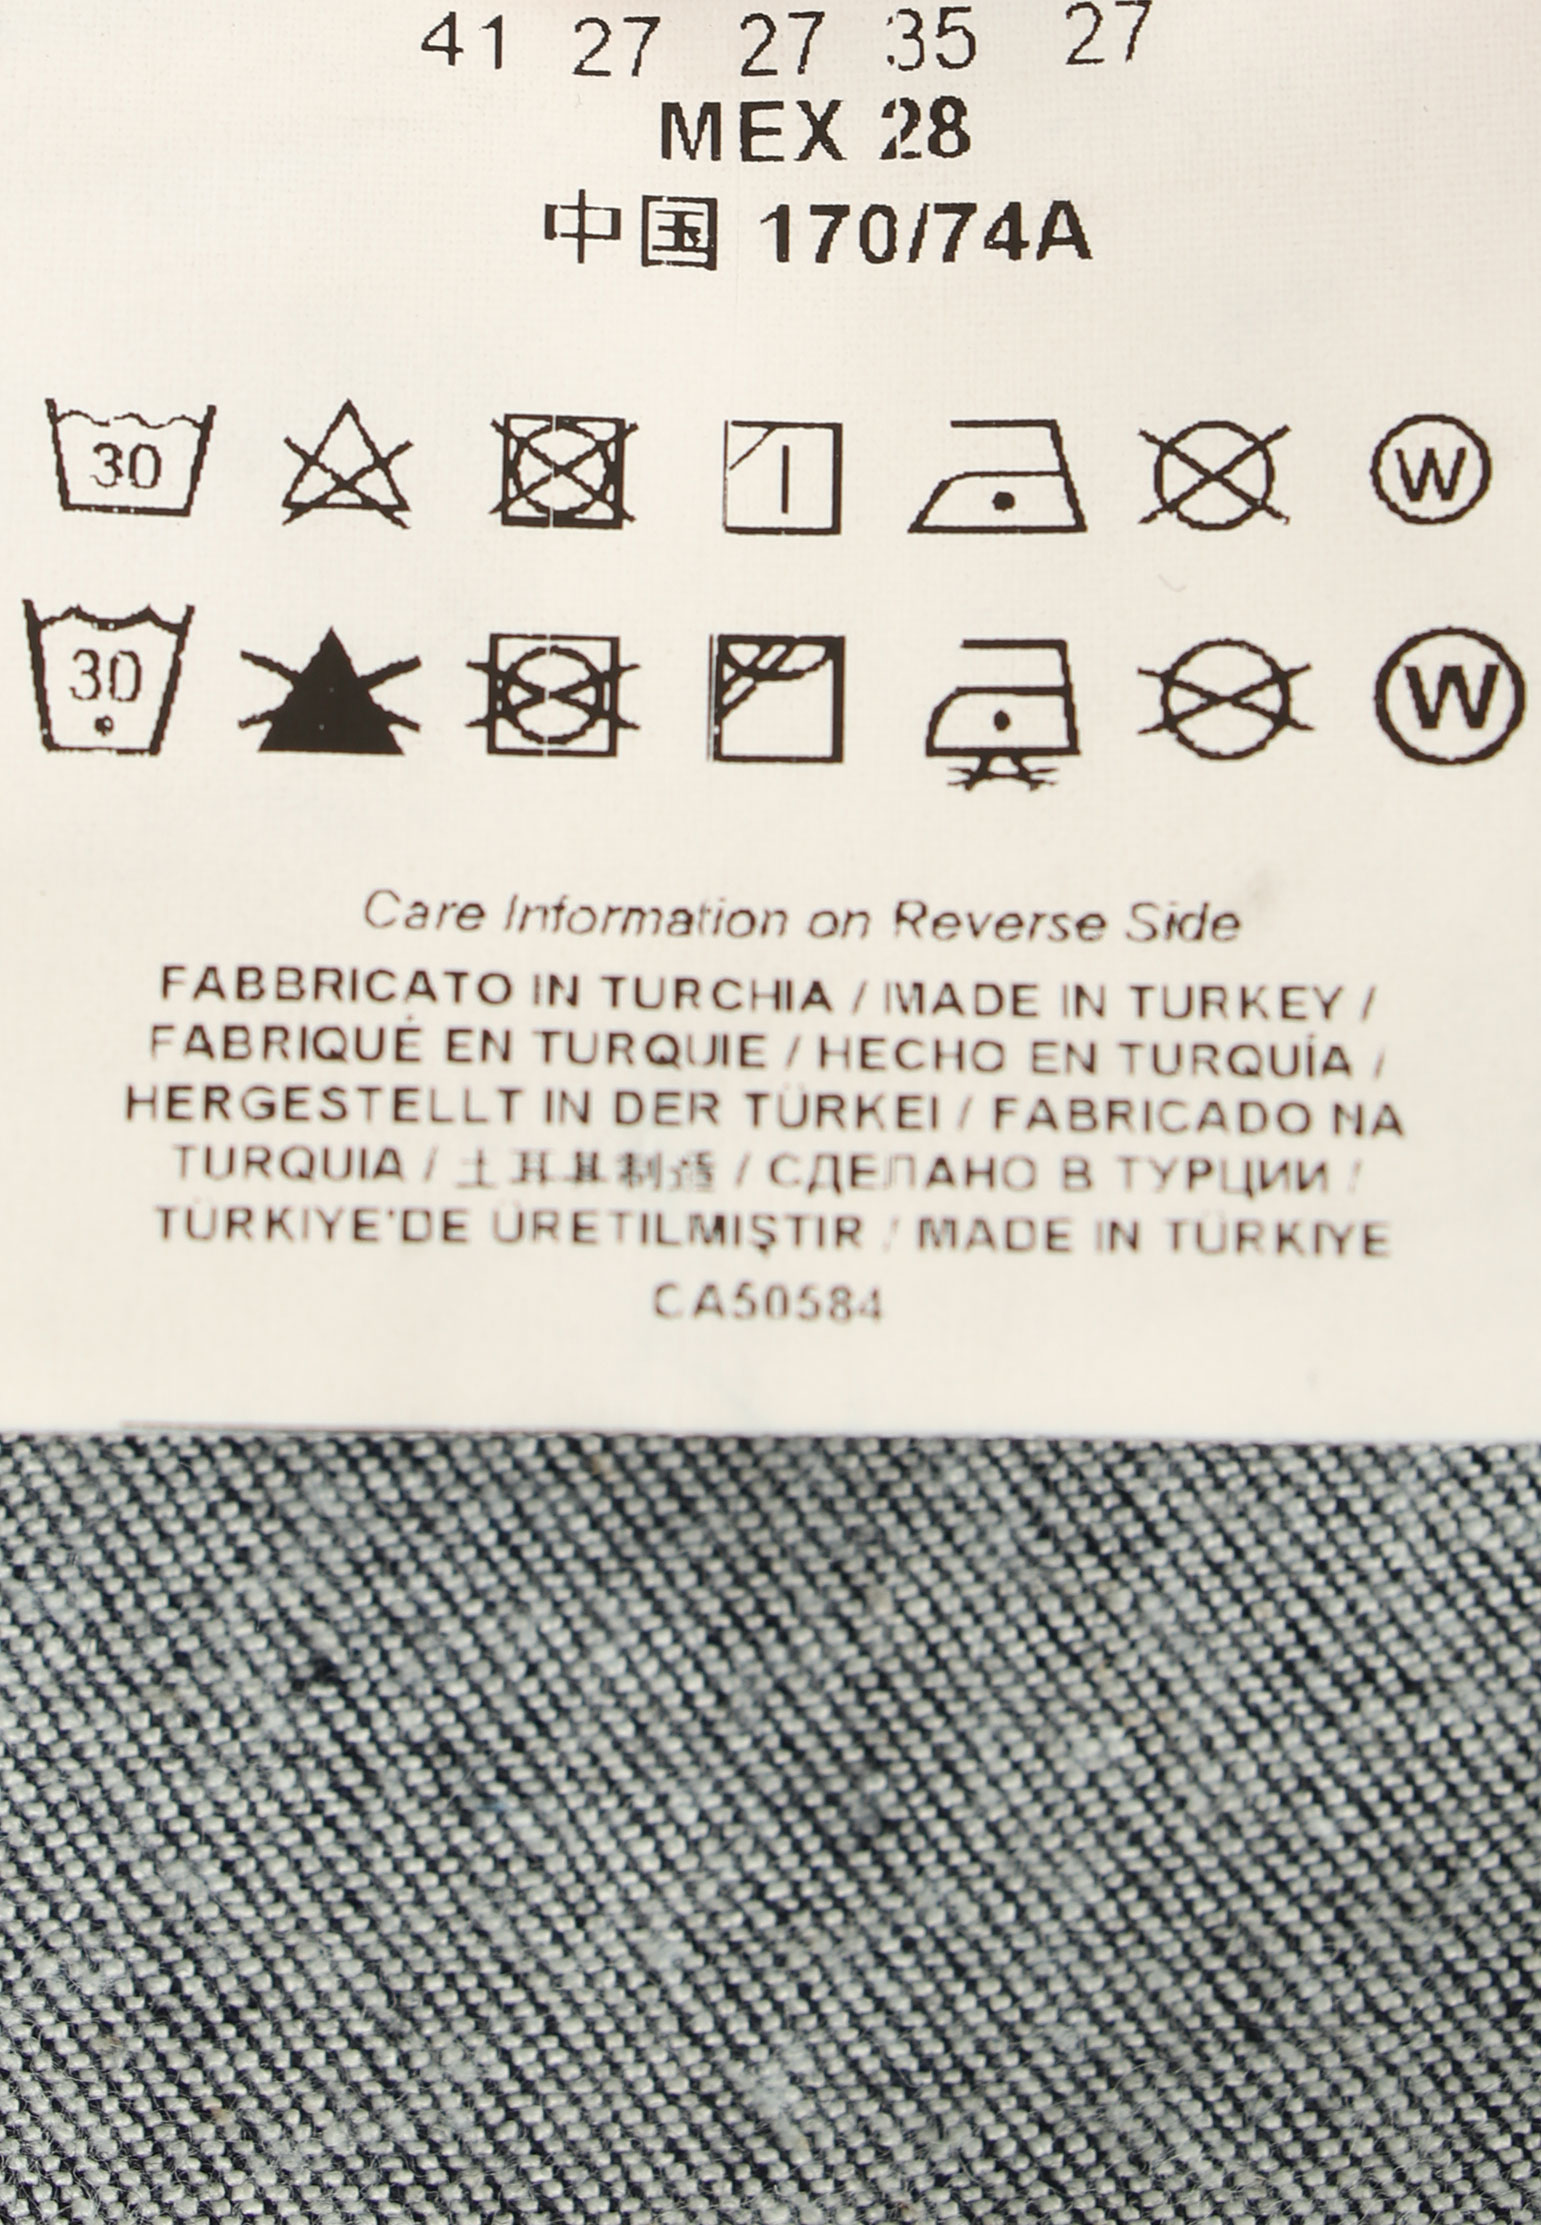 41 27 27 35 27
MEX 28
中国 170/74A
30 W
30 W
Care Information on Reverse Side
FABBRICATO IN TURCHIA / MADE IN TURKEY /
FABRIQUÉ EN TURQUIE / HECHO EN TURQUÍA /
HERGESTELLT IN DER TÜRKEI / FABRICADO NA
TURQUIA / 土耳其制造 / СДЕЛАНО В ТУРЦИИ /
TÜRKIYE'DE ÜRETILMIŞTIR / MADE IN TÜRKIYE
CA50584